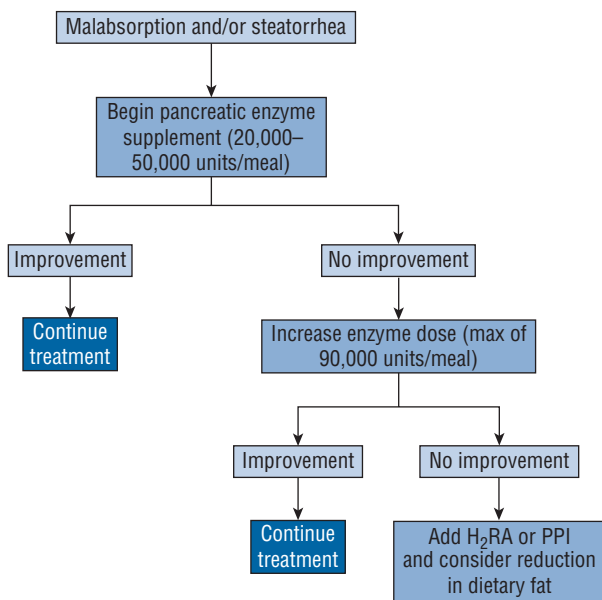 Malabsorption and/or steatorrhea
Begin pancreatic enzyme
supplement (20,000–
50,000 units/meal)
Improvement
No improvement
Continue
treatment
Increase enzyme dose (max of
90,000 units/meal)
Improvement
No improvement
Continue
treatment
Add H₂RA or PPI
and consider reduction
in dietary fat